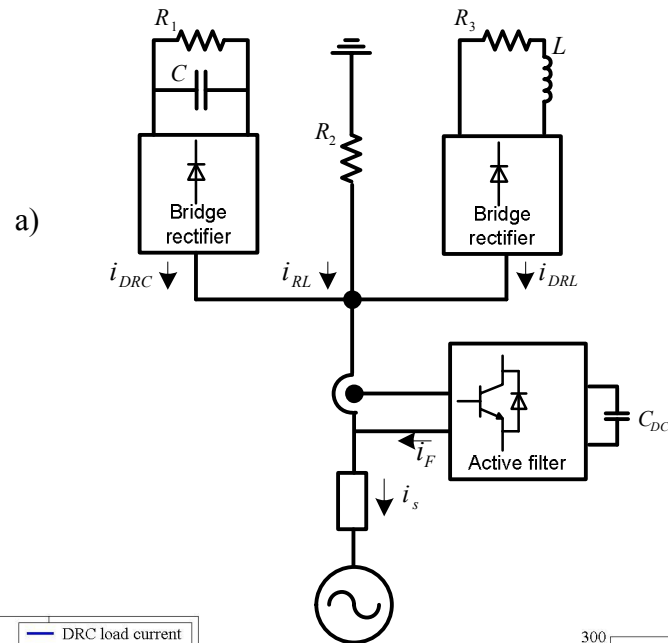 R1
C
Bridge
rectifier
iDRC
R2
iRL
R3
L
Bridge
rectifier
iDRL
a)
CDC
Active filter
iF
is
DRC load current
300